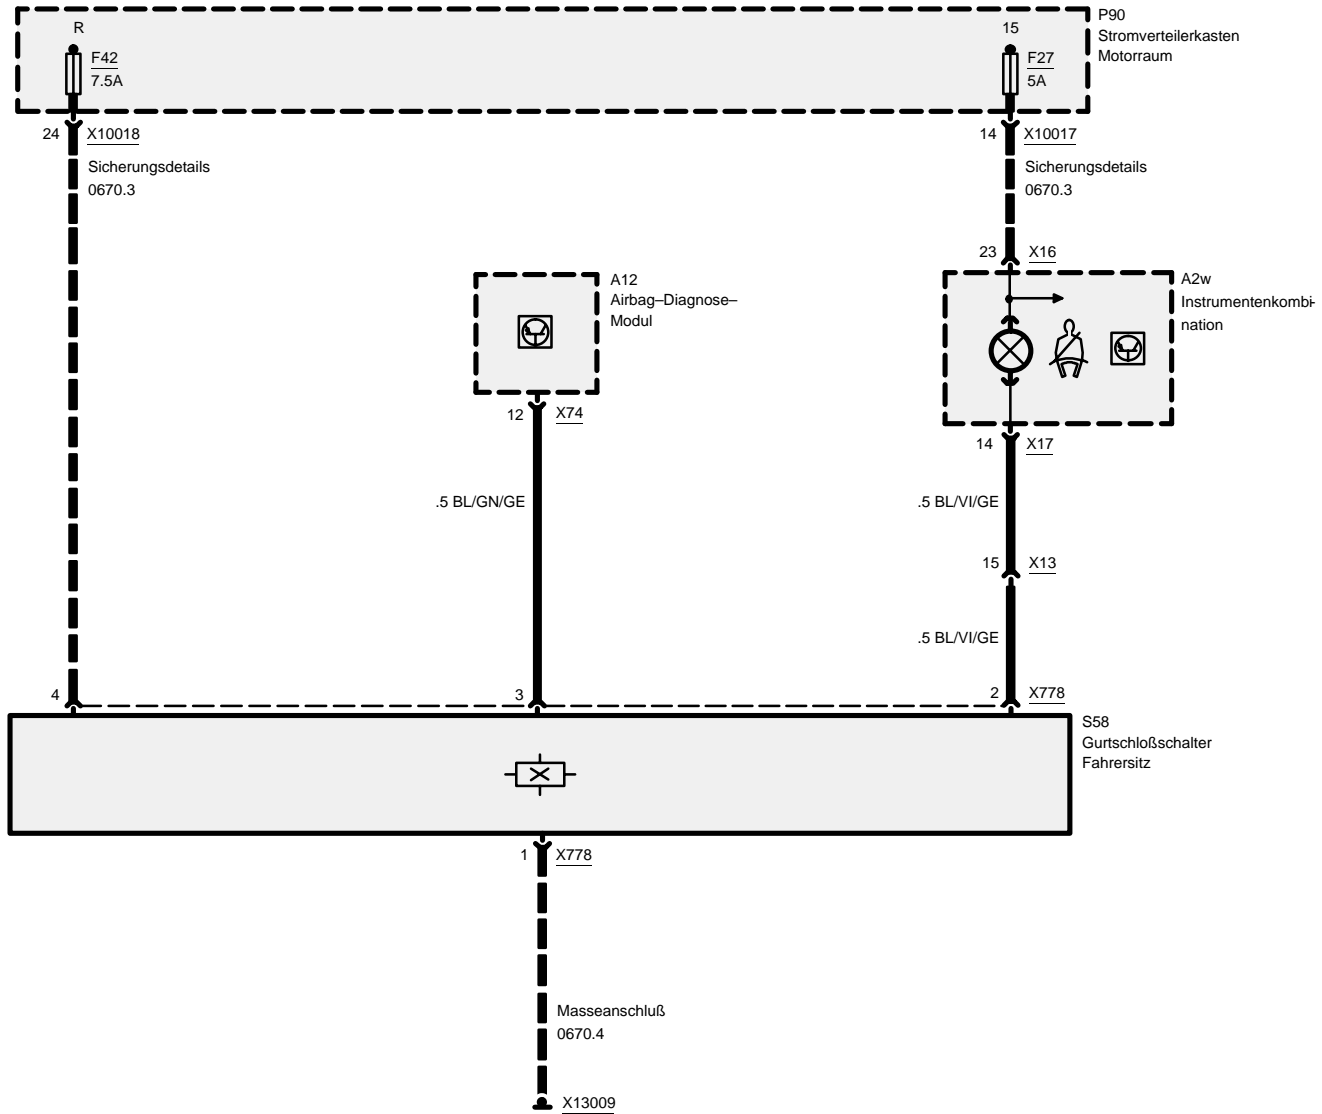 P90
Stromverteilerkasten
Motorraum
R
15
F42
7.5A
F27
5A
24 X10018
14 X10017
Sicherungsdetails
0670.3
Sicherungsdetails
0670.3
23 X16
A12
Airbag–Diagnose–
Modul
A2w
Instrumentenkombi-
nation
12 X74
14 X17
.5 BL/GN/GE
.5 BL/VI/GE
15 X13
.5 BL/VI/GE
4
3
2 X778
S58
Gurtschloßschalter
Fahrersitz
1 X778
Masseanschluß
0670.4
X13009